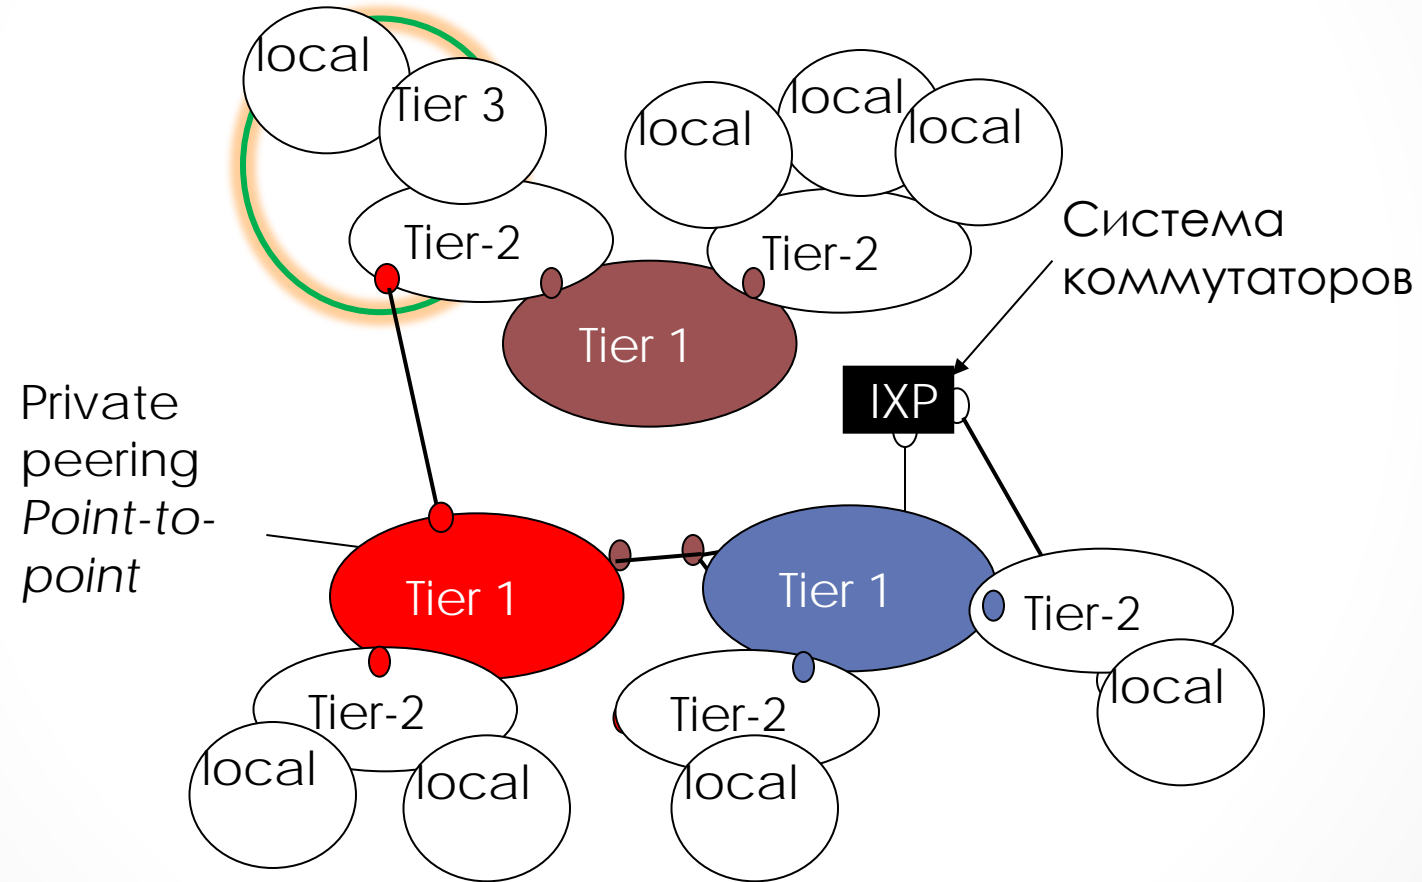 local
Tier 3
local
local
local
Tier-2
Tier-2
Система
коммутаторов
Tier 1
IXP
Private
peering
Point-to-
point
Tier 1
Tier 1
Tier-2
local
Tier-2
Tier-2
local
local
local